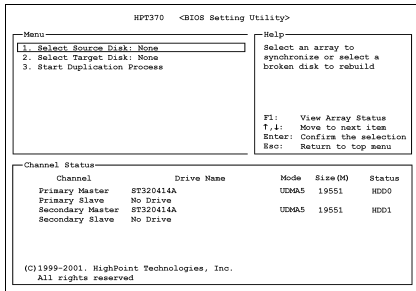 HPT370 <BIOS Setting Utility>
Menu
1. Select Source Disk: None
2. Select Target Disk: None
3. Start Duplication Process
Help
Select an array to
synchronize or select a
broken disk to rebuild
F1: View Array Status
↑,↓: Move to next item
Enter: Confirm the selection
Esc: Return to top menu
Channel Status
Channel Drive Name Mode Size(M) Status
Primary Master ST320414A UDMA5 19551 HDD0
Primary Slave No Drive
Secondary Master ST320414A UDMA5 19551 HDD1
Secondary Slave No Drive
(C)1999-2001. HighPoint Technologies, Inc.
All rights reserved